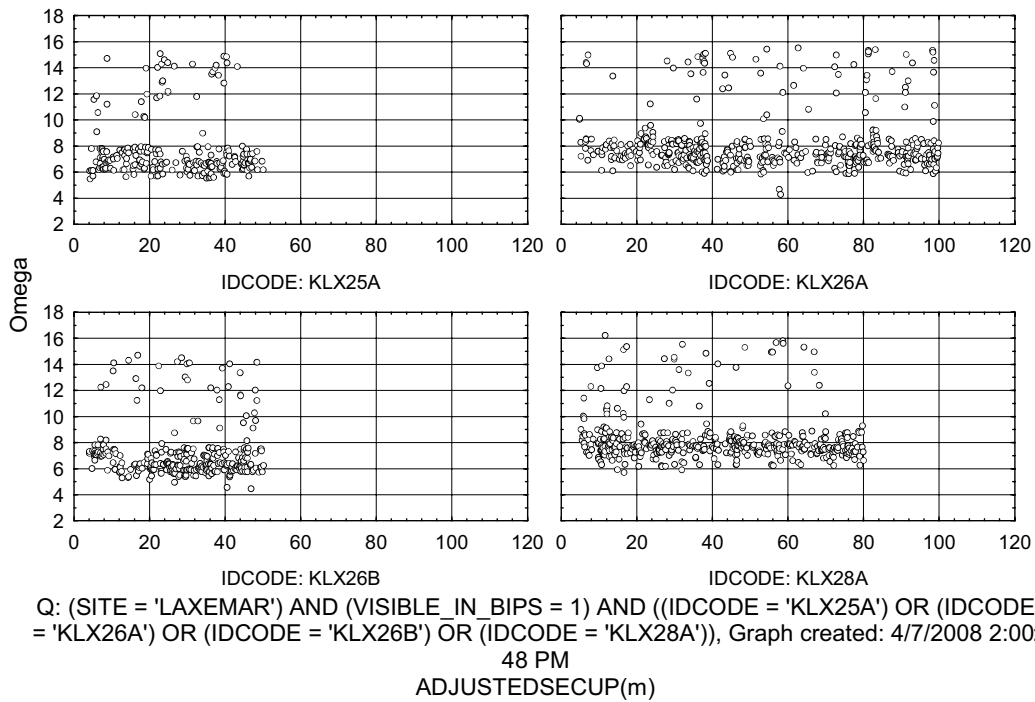 18
16
14
12
10
8
6
4
2
0 20 40 60 80 100 120
IDCODE: KLX25A
0 20 40 60 80 100 120
IDCODE: KLX26A
Omega
18
16
14
12
10
8
6
4
2
0 20 40 60 80 100 120
IDCODE: KLX26B
0 20 40 60 80 100 120
IDCODE: KLX28A
Q: (SITE = 'LAXEMAR') AND (VISIBLE_IN_BIPS = 1) AND ((IDCODE = 'KLX25A') OR (IDCODE
= 'KLX26A') OR (IDCODE = 'KLX26B') OR (IDCODE = 'KLX28A')), Graph created: 4/7/2008 2:00:
48 PM
ADJUSTEDSECUP(m)